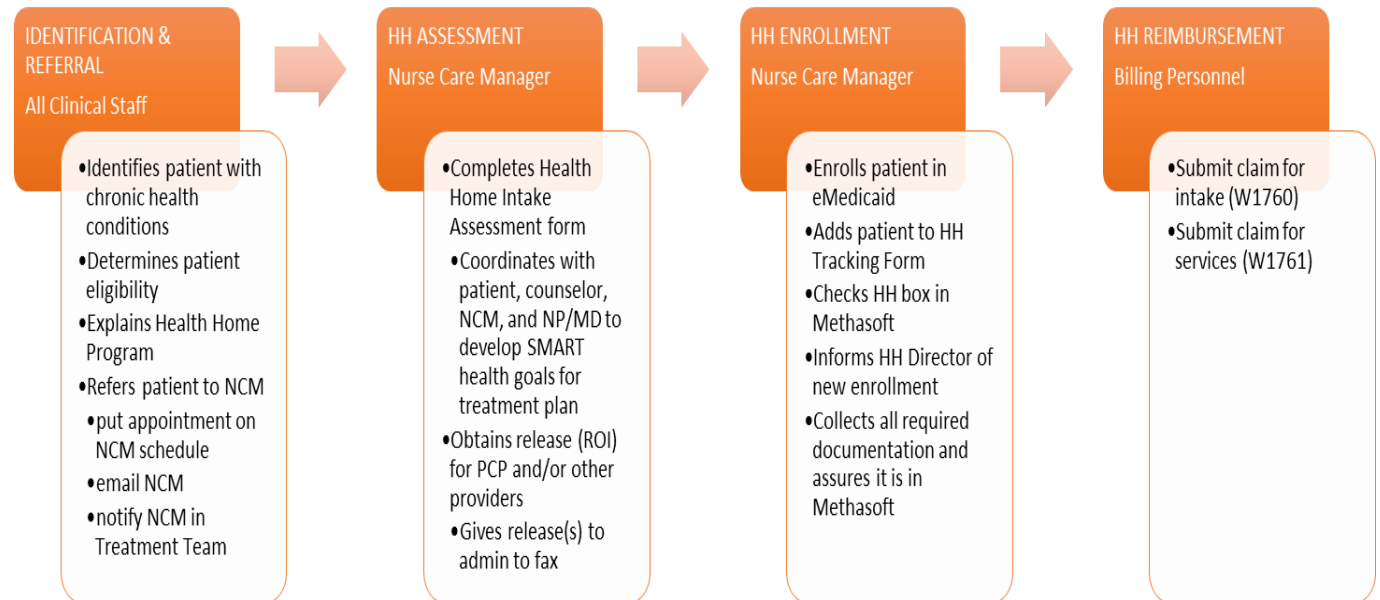 IDENTIFICATION &
REFERRAL
All Clinical Staff
•Identifies patient with
chronic health
conditions
•Determines patient
eligibility
•Explains Health Home
Program
•Refers patient to NCM
•put appointment on
NCM schedule
•email NCM
•notify NCM in
Treatment Team
HH ASSESSMENT
Nurse Care Manager
•Completes Health
Home Intake
Assessment form
•Coordinates with
patient, counselor,
NCM, and NP/MD to
develop SMART
health goals for
treatment plan
•Obtains release (ROI)
for PCP and/or other
providers
•Gives release(s) to
admin to fax
HH ENROLLMENT
Nurse Care Manager
•Enrolls patient in
eMedicaid
•Adds patient to HH
Tracking Form
•Checks HH box in
Methasoft
•Informs HH Director of
new enrollment
•Collects all required
documentation and
assures it is in
Methasoft
HH REIMBURSEMENT
Billing Personnel
•Submit claim for
intake (W1760)
•Submit claim for
services (W1761)